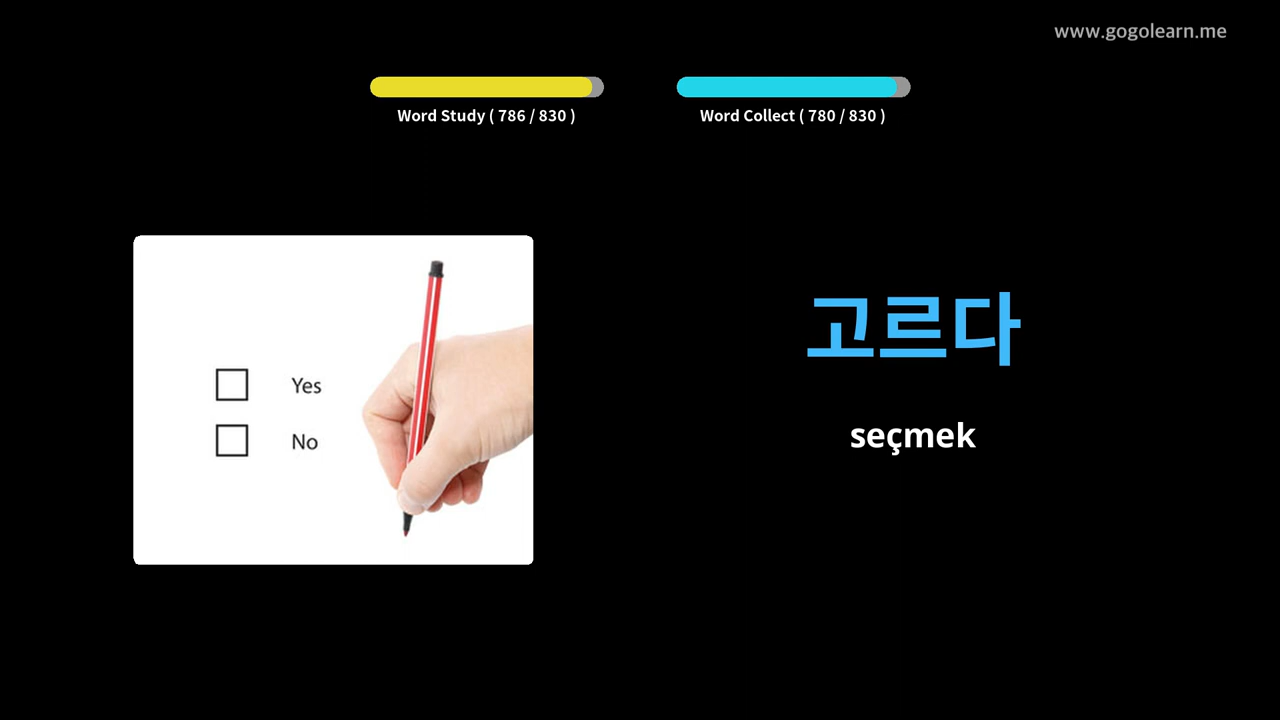 www.gogolearn.me
Word Study ( 786 / 830 )
Word Collect ( 780 / 830 )
Yes
No
고르다
seçmek